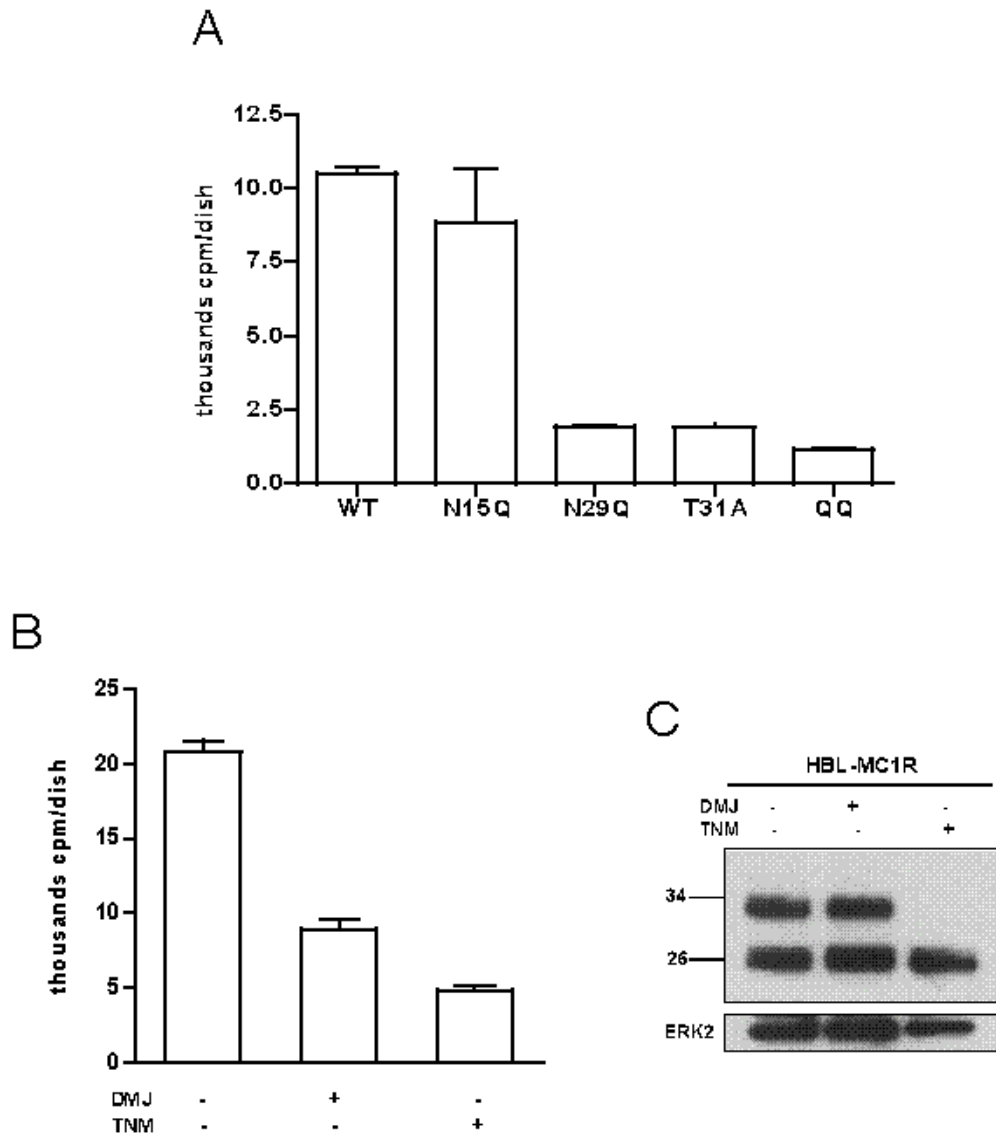 A
thousands cpm/dish
12.5
10.0
7.5
5.0
2.5
0.0
WT N15Q N29Q T31A QQ
B
thousands cpm/dish
25
20
15
10
5
0
DMJ - + -
TNM - - +
C
HBL-MC1R
DMJ - + -
TNM - - +
34
26
ERK2